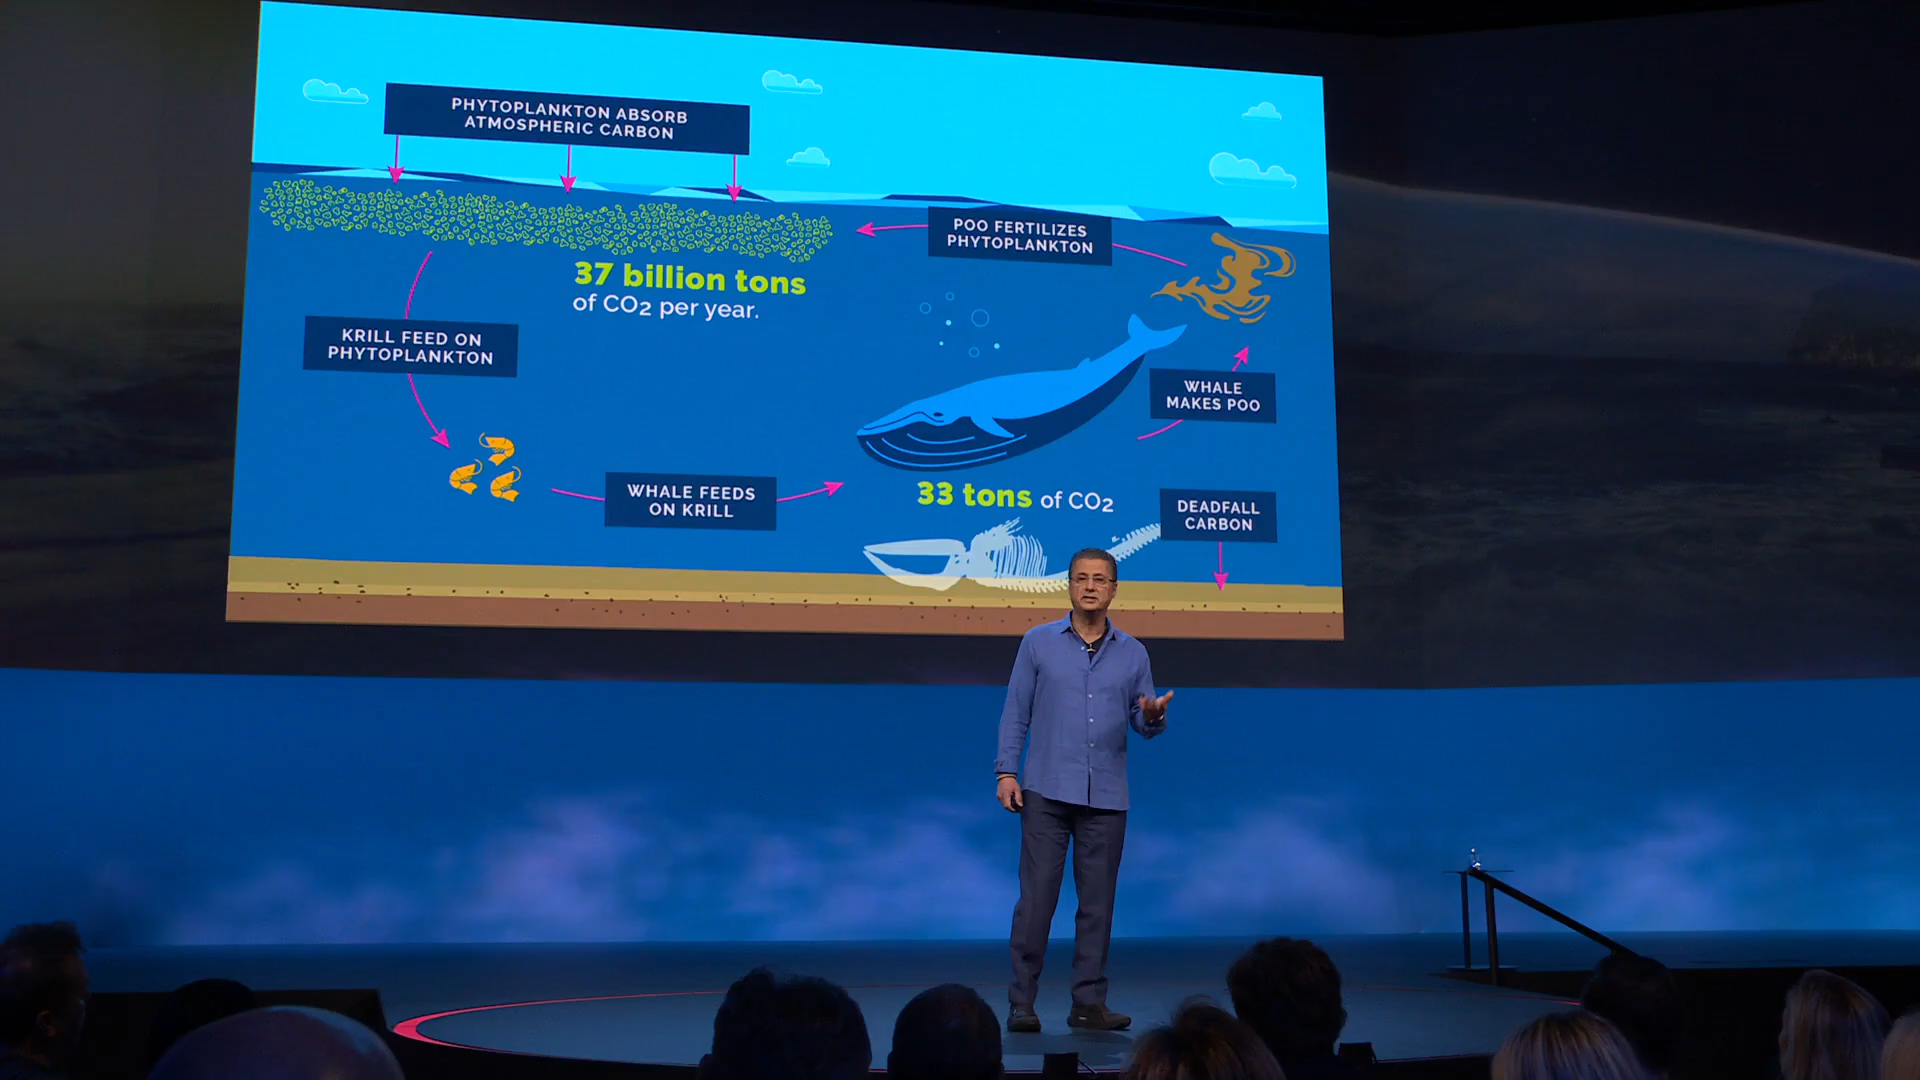 PHYTOPLANKTON ABSORB
ATMOSPHERIC CARBON
POO FERTILIZES
PHYTOPLANKTON
37 billion tons
of CO2 per year.
KRILL FEED ON
PHYTOPLANKTON
WHALE
MAKES POO
WHALE FEEDS
ON KRILL
33 tons of CO2
DEADFALL
CARBON